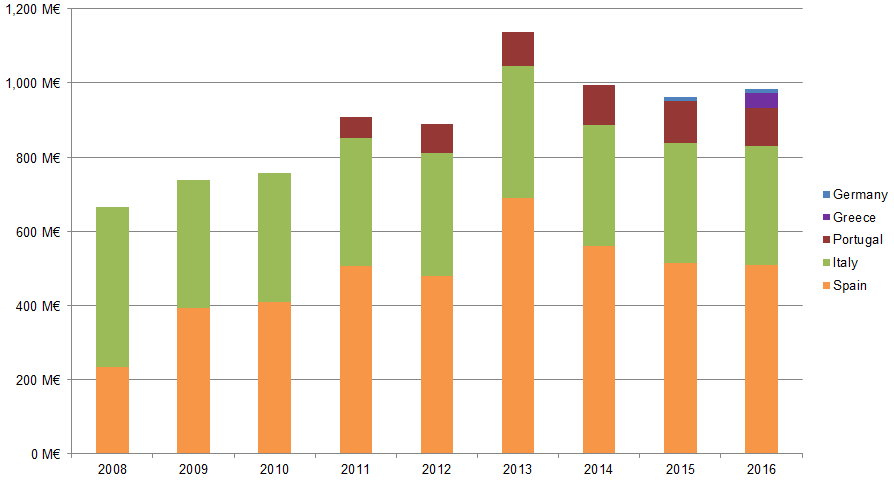 1,200 M€
1,000 M€
800 M€
600 M€
400 M€
200 M€
0 M€
2008 2009 2010 2011 2012 2013 2014 2015 2016
Germany
Greece
Portugal
Italy
Spain